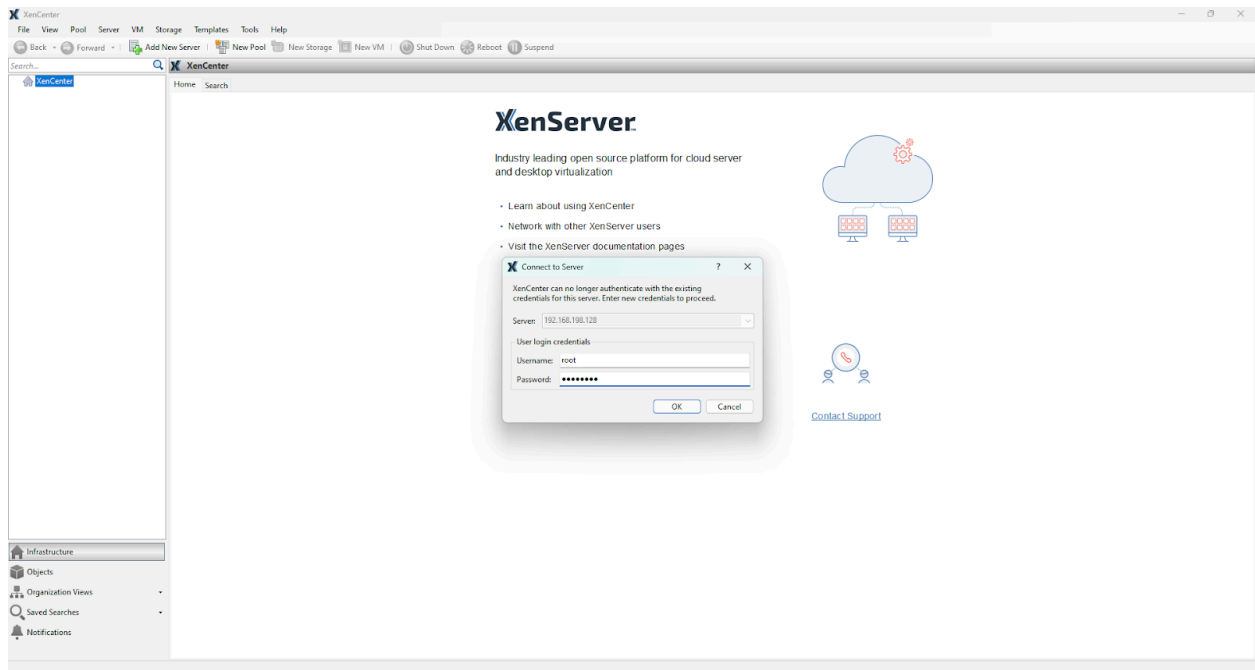 XenCenter
File View Pool Server VM Storage Templates Tools Help
Back Forward Add New Server New Pool New Storage New VM Shut Down Reboot Suspend
Search...
XenCenter
XenCenter
Home Search
XenServer
Industry leading open source platform for cloud server
and desktop virtualization
• Learn about using XenCenter
• Network with other XenServer users
• Visit the XenServer documentation pages
Connect to Server ?
XenCenter can no longer authenticate with the existing
credentials for this server. Enter new credentials to proceed.
Server: 192.168.198.128
User login credentials
Username: root
Password: ••••••••
OK Cancel
Contact Support
Infrastructure
Objects
Organization Views
Saved Searches
Notifications